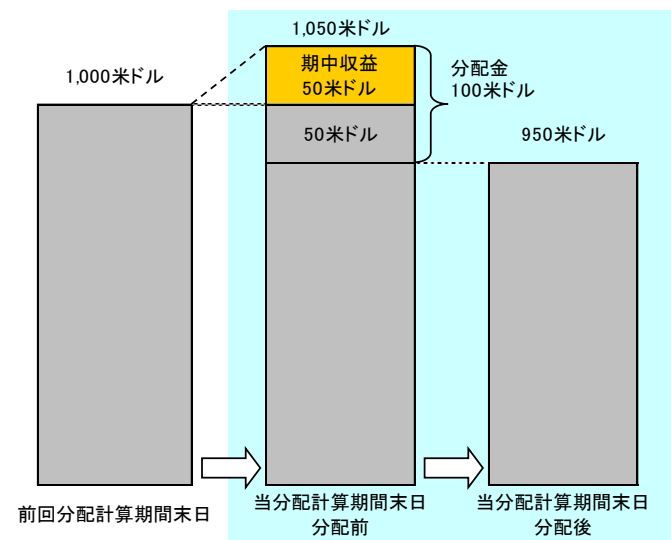 1,050米ドル
1,000米ドル
期中収益
50米ドル
分配金
100米ドル
50米ドル
950米ドル
前回分配計算期間末日
当分配計算期間末日
分配前
当分配計算期間末日
分配後